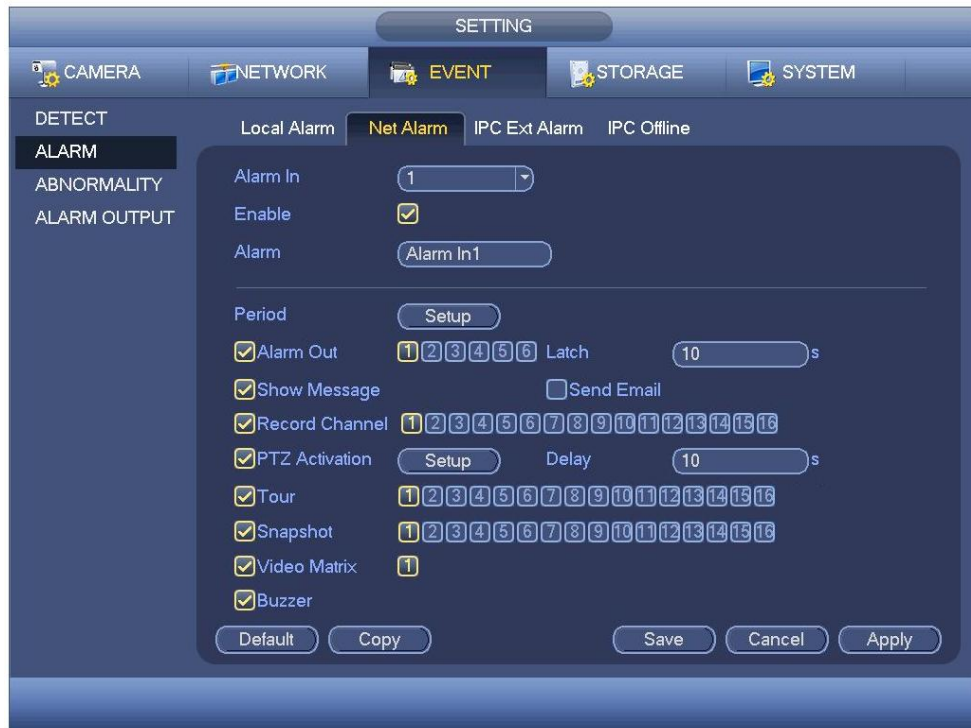 SETTING
CAMERA NETWORK EVENT STORAGE SYSTEM
DETECT
ALARM
ABNORMALITY
ALARM OUTPUT
Local Alarm Net Alarm IPC Ext Alarm IPC Offline
Alarm In 1
Enable
Alarm Alarm In1
Period Setup
Alarm Out 1 2 3 4 5 6 Latch 10 s
Show Message Send Email
Record Channel 1 2 3 4 5 6 7 8 9 10 11 12 13 14 15 16
PTZ Activation Setup Delay 10 s
Tour 1 2 3 4 5 6 7 8 9 10 11 12 13 14 15 16
Snapshot 1 2 3 4 5 6 7 8 9 10 11 12 13 14 15 16
Video Matrix 1
Buzzer
Default Copy Save Cancel Apply